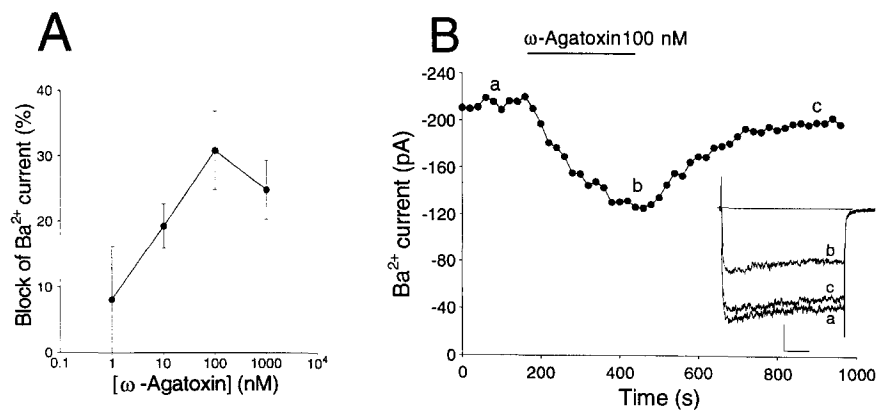 A
Block of Ba²⁺ current (%)
40
30
20
10
0
0.1
1
10
100
1000
10⁴
[ω-Agatoxin] (nM)
B
ω-Agatoxin100 nM
Ba²⁺ current (pA)
-240
-200
-160
-120
-80
-40
0
a
b
c
b
c
a
0
200
400
600
800
1000
Time (s)